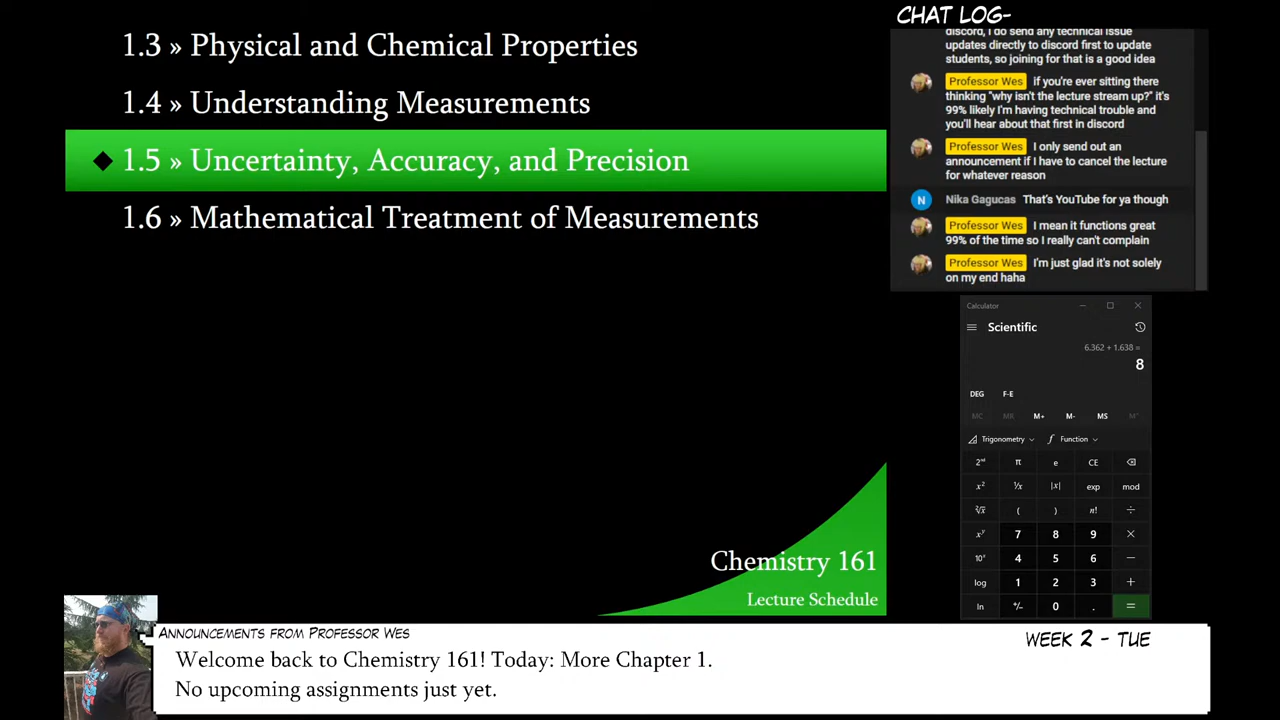 1.3 » Physical and Chemical Properties
1.4 » Understanding Measurements
◆ 1.5 » Uncertainty, Accuracy, and Precision
1.6 » Mathematical Treatment of Measurements
Chemistry 161
Lecture Schedule
CHAT LOG-
discord, I do send any technical issue
updates directly to discord first to update
students, so joining for that is a good idea
Professor Wes if you're ever sitting there
thinking "why isn't the lecture stream up?" it's
99% likely I'm having technical trouble and
you'll hear about that first in discord
Professor Wes I only send out an
announcement if I have to cancel the lecture
for whatever reason
N Nika Gagucas That's YouTube for ya though
Professor Wes I mean it functions great
99% of the time so I really can't complain
Professor Wes I'm just glad it's not solely
on my end haha
Calculator
Scientific
6.362 + 1.638 =
8
DEG F-E
MC MR M+ M- MS M˅
Trigonometry f Function
2ⁿᵈ π e CE
x² ¹/x |x| exp mod
²√x ( ) n! ÷
xʸ 7 8 9 ×
10ˣ 4 5 6 −
log 1 2 3 +
ln +/− 0 . =
ANNOUNCEMENTS FROM PROFESSOR WES
WEEK 2 - TUE
Welcome back to Chemistry 161! Today: More Chapter 1.
No upcoming assignments just yet.